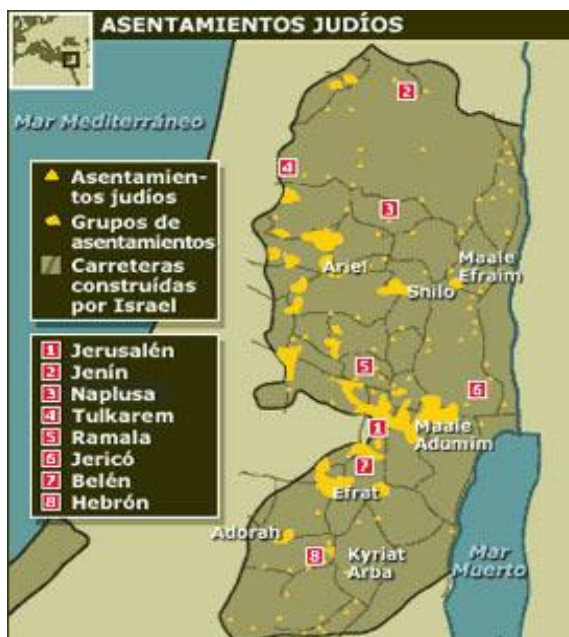 ASENTAMIENTOS JUDÍOS
Mar Mediterráneo
Asentamien-
tos judíos
Grupos de
asentamientos
Carreteras
construídas
por Israel
1 Jerusalén
2 Jenín
3 Naplusa
4 Tulkarem
5 Ramala
6 Jericó
7 Belén
8 Hebrón
2
4
3
Ariel
Maale
Efraim
Shilo
5
6
1
Maale
Adumim
7
Efrat
Adorah
8
Kyriat
Arba
Mar
Muerto